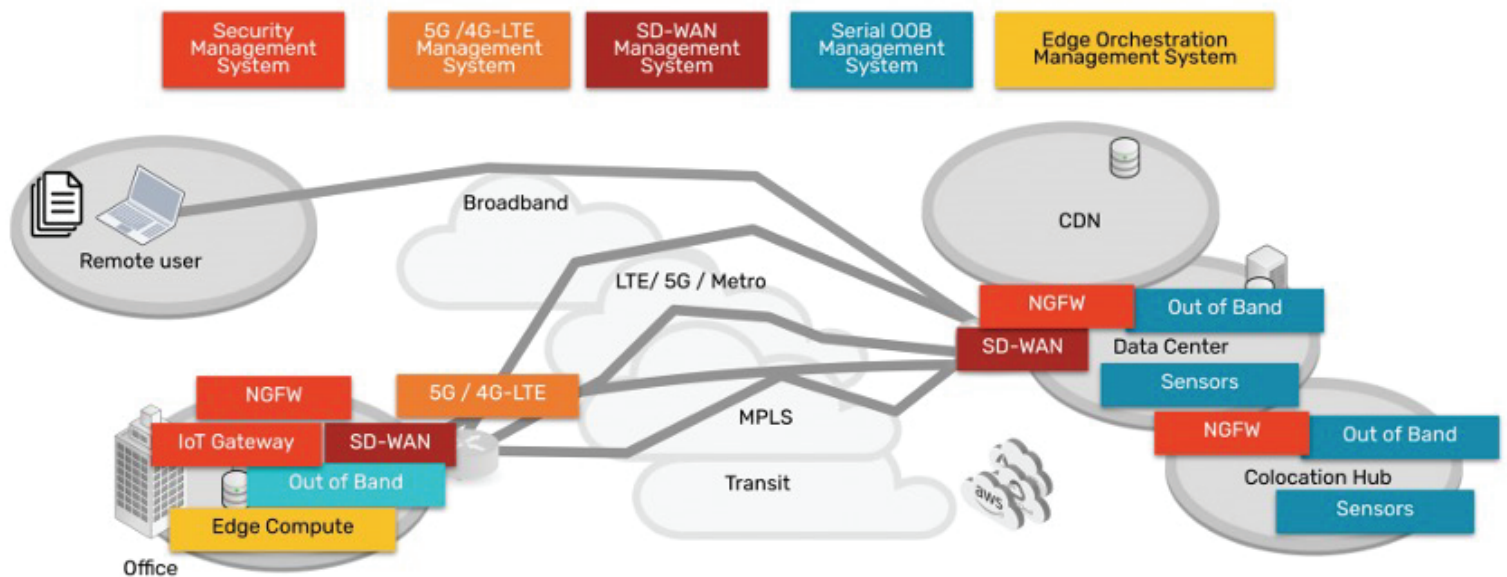 Security
Management
System
5G /4G-LTE
Management
System
SD-WAN
Management
System
Serial OOB
Management
System
Edge Orchestration
Management System
Remote user
Broadband
LTE/ 5G / Metro
MPLS
Transit
CDN
NGFW
Out of Band
SD-WAN
Data Center
Sensors
NGFW
Out of Band
Colocation Hub
Sensors
aws
5G / 4G-LTE
NGFW
IoT Gateway
SD-WAN
Out of Band
Edge Compute
Office